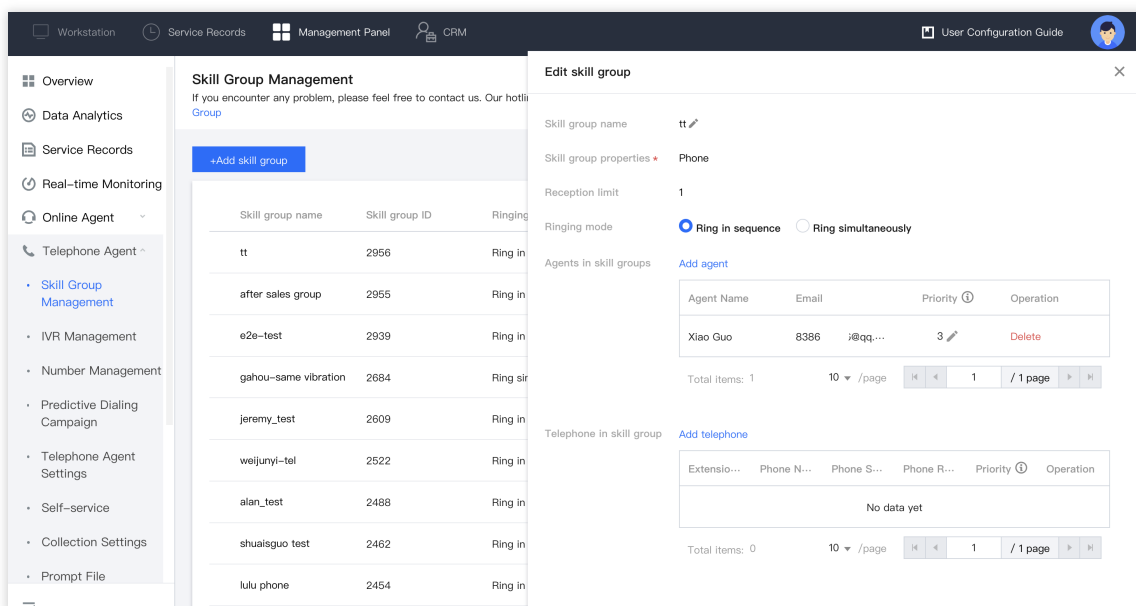 Workstation
Service Records
Management Panel
CRM
User Configuration Guide
Overview
Data Analytics
Service Records
Real-time Monitoring
Online Agent
Telephone Agent
Skill Group
Management
IVR Management
Number Management
Predictive Dialing
Campaign
Telephone Agent
Settings
Self-service
Collection Settings
Prompt File
Skill Group Management
If you encounter any problem, please feel free to contact us. Our
Group
+Add skill group
Skill group name Skill group ID Ringing
tt 2956 Ring in
after sales group 2955 Ring in
e2e-test 2939 Ring in
gahou-same vibration 2684 Ring
jeremy_test 2609 Ring in
weijunyi-tel 2522 Ring in
alan_test 2488 Ring in
shuaisguo test 2462 Ring in
lulu phone 2454 Ring in
Edit skill group
Skill group name tt
Skill group properties * Phone
Reception limit 1
Ringing mode Ring in sequence Ring simultaneously
Agents in skill groups Add agent
Agent Name Email Priority Operation
Xiao Guo 8386 @qq.... 3 Delete
Total items: 1 10 /page 1 / 1 page
Telephone in skill group Add telephone
Extensio... Phone N... Phone S... Phone R... Priority Operation
No data yet
Total items: 0 10 /page 1 / 1 page